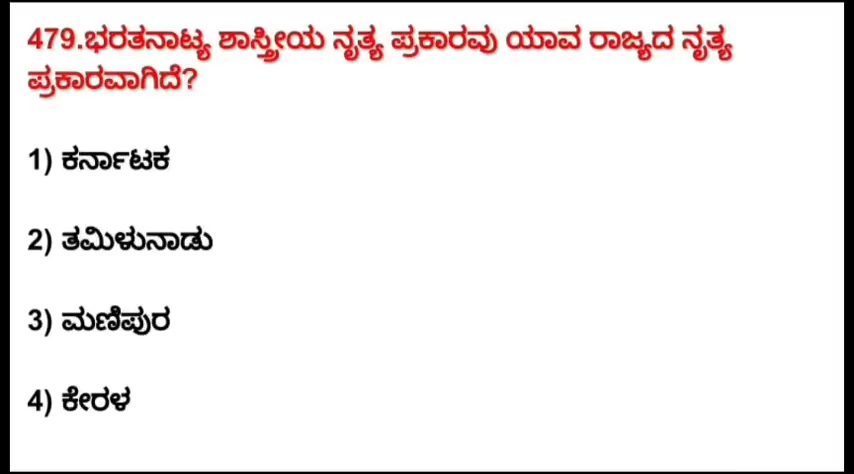 479.ಭರತನಾಟ್ಯ ಶಾಸ್ತ್ರೀಯ ನೃತ್ಯ ಪ್ರಕಾರವು ಯಾವ ರಾಜ್ಯದ ನೃತ್ಯ
ಪ್ರಕಾರವಾಗಿದೆ?
1) ಕರ್ನಾಟಕ
2) ತಮಿಳುನಾಡು
3) ಮಣಿಪುರ
4) ಕೇರಳ